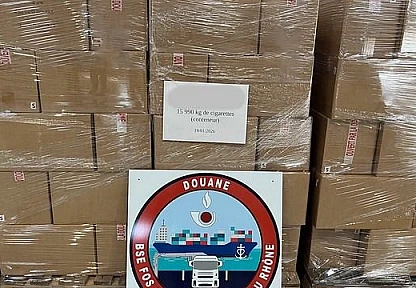 15 990 kg de cigarettes
(conteneur)
DOUANE
BSE FOS
U RHÔNE